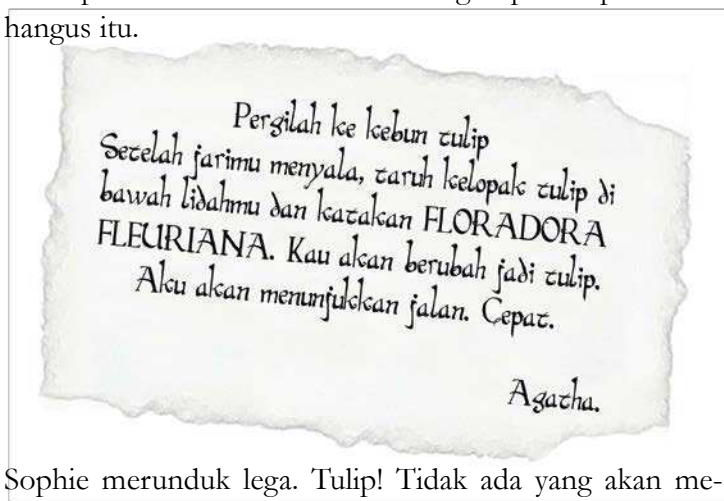 hangus itu.
Pergilah ke kebun tulip
Setelah jarimu menyala, taruh kelopak tulip di
bawah lidahmu dan katakan FLORADORA
FLEURIANA. Kau akan berubah jadi tulip.
Aku akan menunjukkan jalan. Cepat.
Agatha.
Sophie merunduk lega. Tulip! Tidak ada yang akan me-